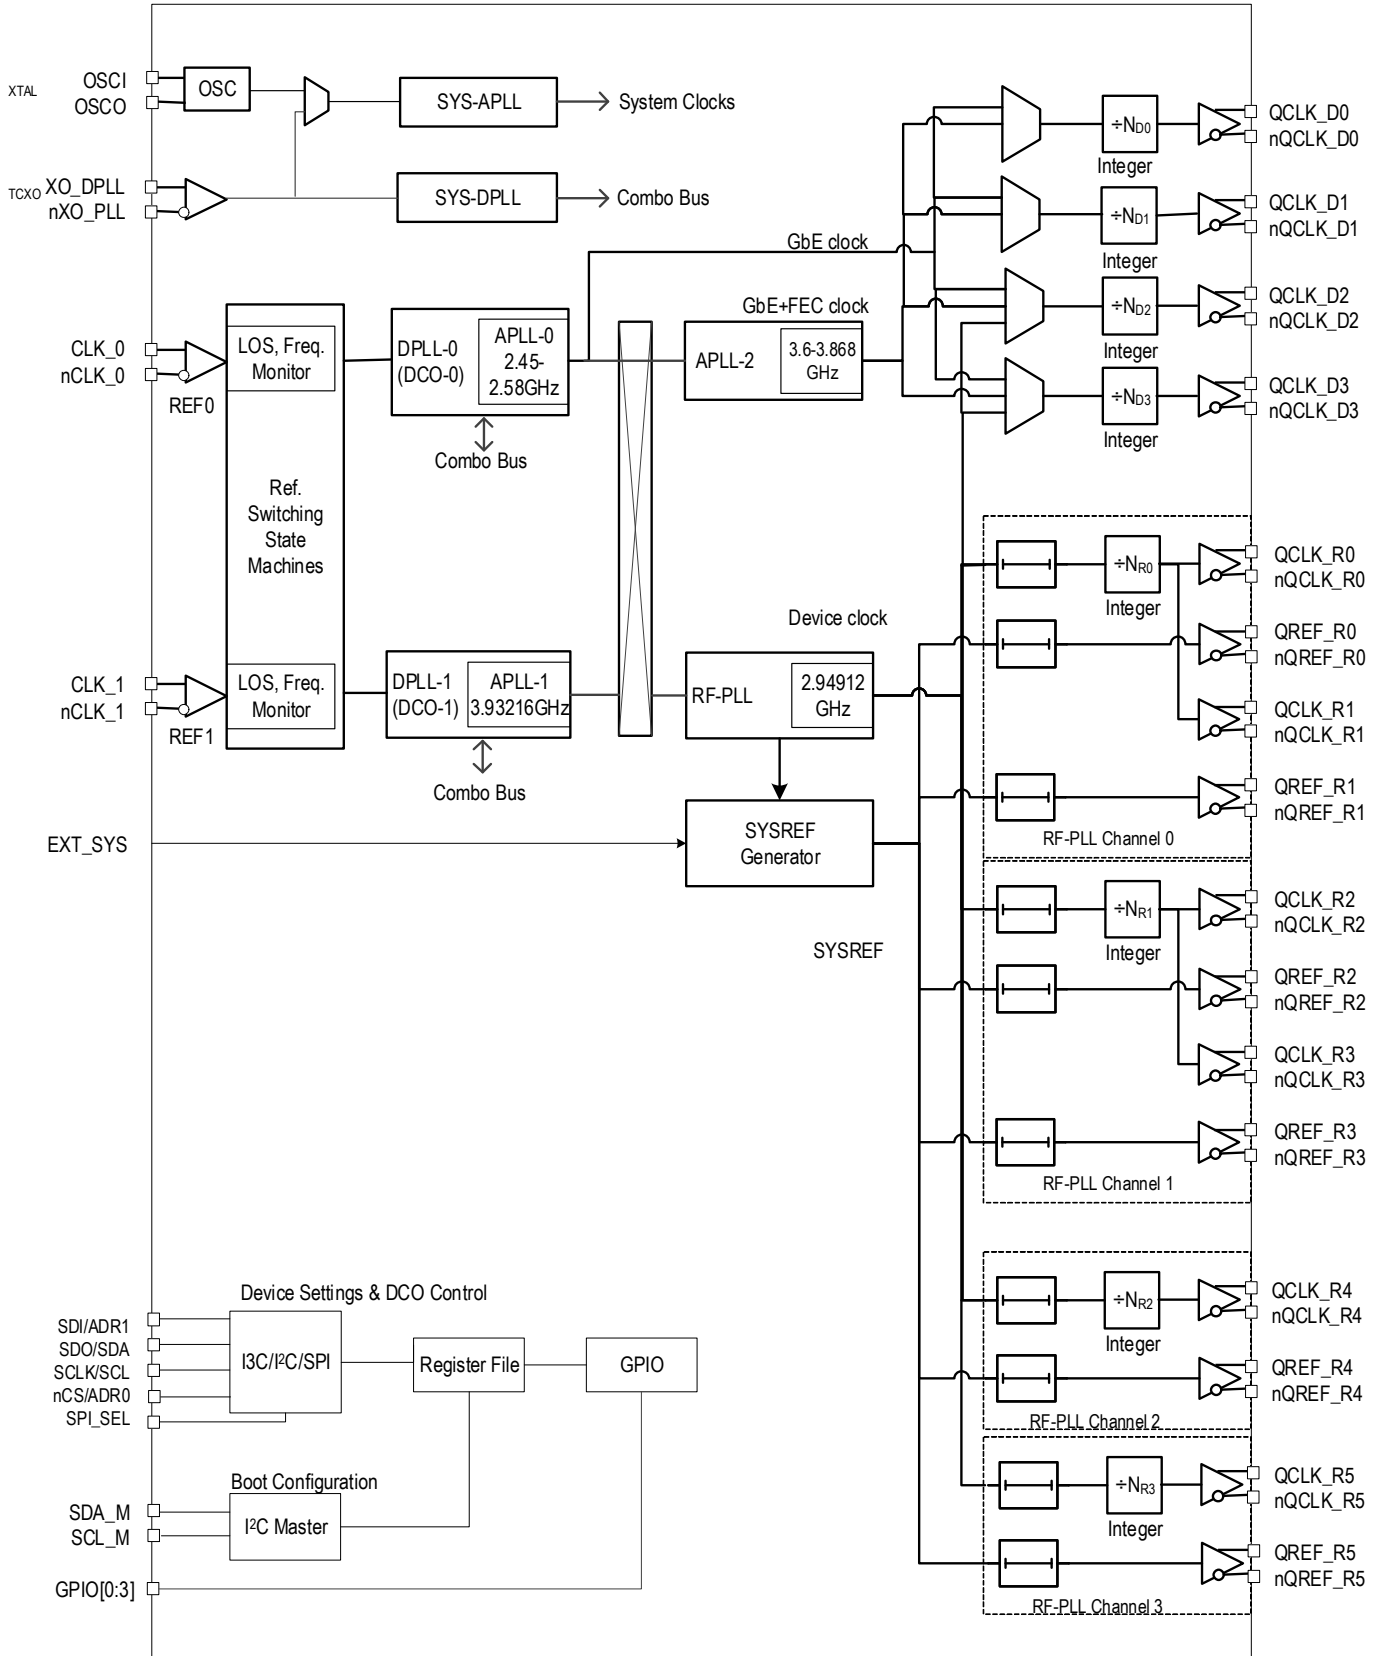 XTAL
OSCI
OSCO
OSC
SYS-APLL
System Clocks
TCXO
XO_DPLL
nXO_PLL
SYS-DPLL
Combo Bus
÷ND0
Integer
QCLK_D0
nQCLK_D0
÷ND1
Integer
QCLK_D1
nQCLK_D1
÷ND2
Integer
QCLK_D2
nQCLK_D2
÷ND3
Integer
QCLK_D3
nQCLK_D3
GbE clock
GbE+FEC clock
CLK_0
nCLK_0
REF0
LOS, Freq.
Monitor
DPLL-0
(DCO-0)
APLL-0
2.45-
2.58GHz
Combo Bus
APLL-2
3.6-3.868
GHz
Ref.
Switching
State
Machines
CLK_1
nCLK_1
REF1
LOS, Freq.
Monitor
DPLL-1
(DCO-1)
APLL-1
3.93216GHz
Combo Bus
Device clock
RF-PLL
2.94912
GHz
EXT_SYS
SYSREF
Generator
SYSREF
÷NR0
Integer
QCLK_R0
nQCLK_R0
QREF_R0
nQREF_R0
QCLK_R1
nQCLK_R1
QREF_R1
nQREF_R1
RF-PLL Channel 0
÷NR1
Integer
QCLK_R2
nQCLK_R2
QREF_R2
nQREF_R2
QCLK_R3
nQCLK_R3
QREF_R3
nQREF_R3
RF-PLL Channel 1
÷NR2
Integer
QCLK_R4
nQCLK_R4
QREF_R4
nQREF_R4
RF-PLL Channel 2
÷NR3
Integer
QCLK_R5
nQCLK_R5
QREF_R5
nQREF_R5
RF-PLL Channel 3
Device Settings & DCO Control
SDI/ADR1
SDO/SDA
SCLK/SCL
nCS/ADR0
SPI_SEL
I3C/I²C/SPI
Register File
GPIO
Boot Configuration
SDA_M
SCL_M
I²C Master
GPIO[0:3]